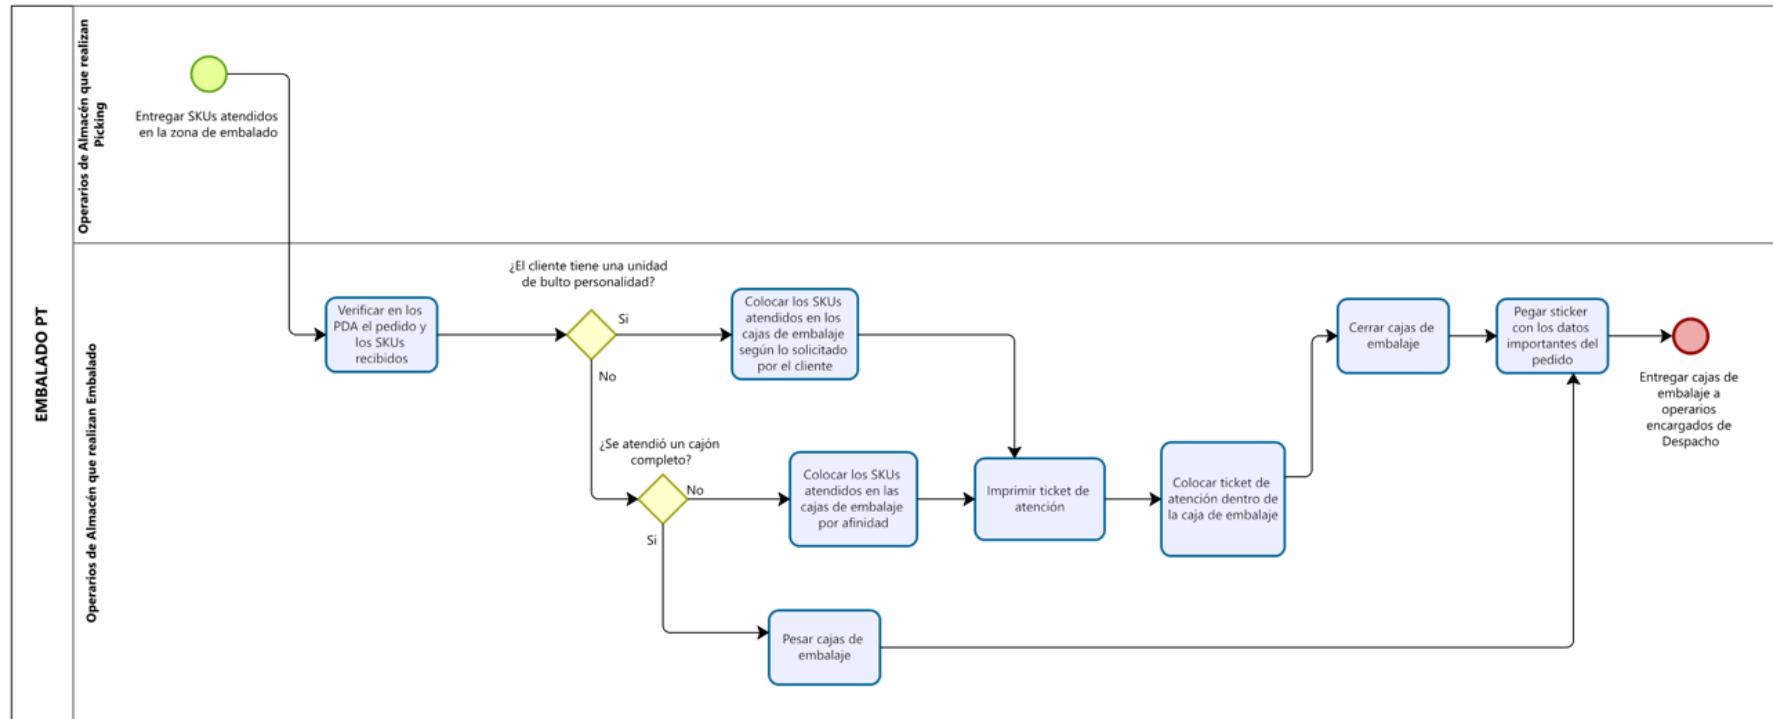 EMBALADO PT
Operarios de Almacén que realizan
Picking
Entregar SKUs atendidos
en la zona de embalado
Operarios de Almacén que realizan Embalado
Verificar en los
PDA el pedido y
los SKUs
recibidos
¿El cliente tiene una unidad
de bulto personalidad?
Si
No
Colocar los SKUs
atendidos en los
cajas de embalaje
según lo solicitado
por el cliente
¿Se atendió un cajón
completo?
No
Si
Colocar los SKUs
atendidos en las
cajas de embalaje
por afinidad
Imprimir ticket de
atención
Colocar ticket de
atención dentro de
la caja de embalaje
Cerrar cajas de
embalaje
Pegar sticker
con los datos
importantes del
pedido
Entregar cajas de
embalaje a
operarios
encargados de
Despacho
Pesar cajas de
embalaje